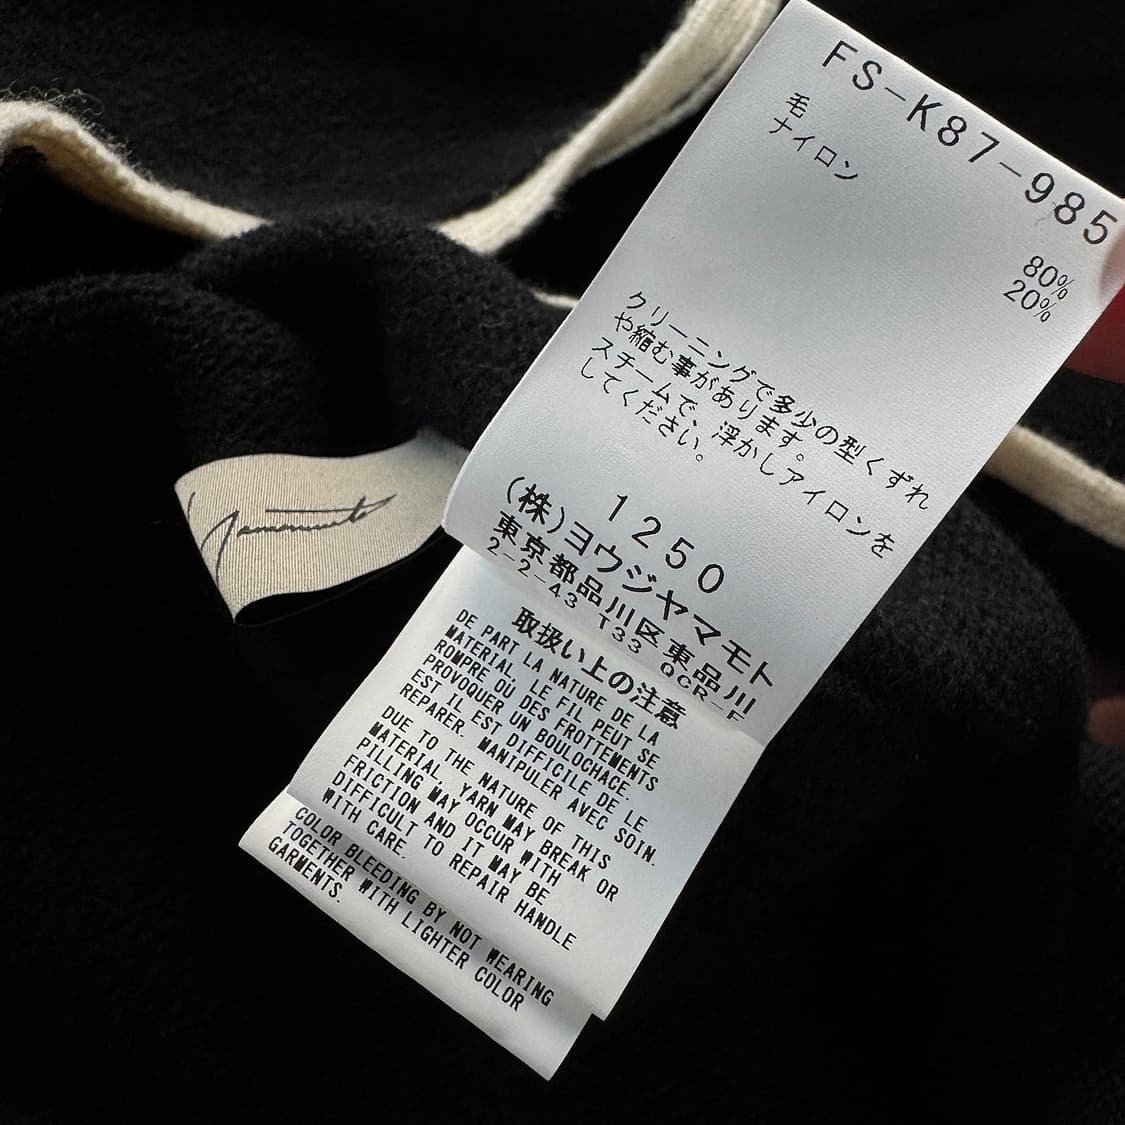 FS-K87-985
毛 80%
ナイロン 20%
クリーニングで多少の型くずれ
や縮む事があります。
スチームで、浮かしアイロンを
してください。
1250
(株)ヨウジヤマモト
東京都品川区東品川
2-2-43 T33 QCR-F
取扱い上の注意
DE PART LA NATURE DE LA
MATERIAL, LE FIL PEUT SE
ROMPRE OÙ DES FROTTEMENTS
PROVOQUER UN BOULOCHACE.
EST IL EST DIFFICILE DE LE
REPARER. MANIPULER AVEC SOIN.
DUE TO THE NATURE OF THIS
MATERIAL, YARN MAY BREAK OR
PILLING MAY OCCUR WITH
FRICTION AND IT MAY BE
DIFFICULT TO REPAIR HANDLE
WITH CARE.
COLOR BLEEDING BY NOT WEARING
TOGETHER WITH LIGHTER COLOR
GARMENTS.
Yamamoto